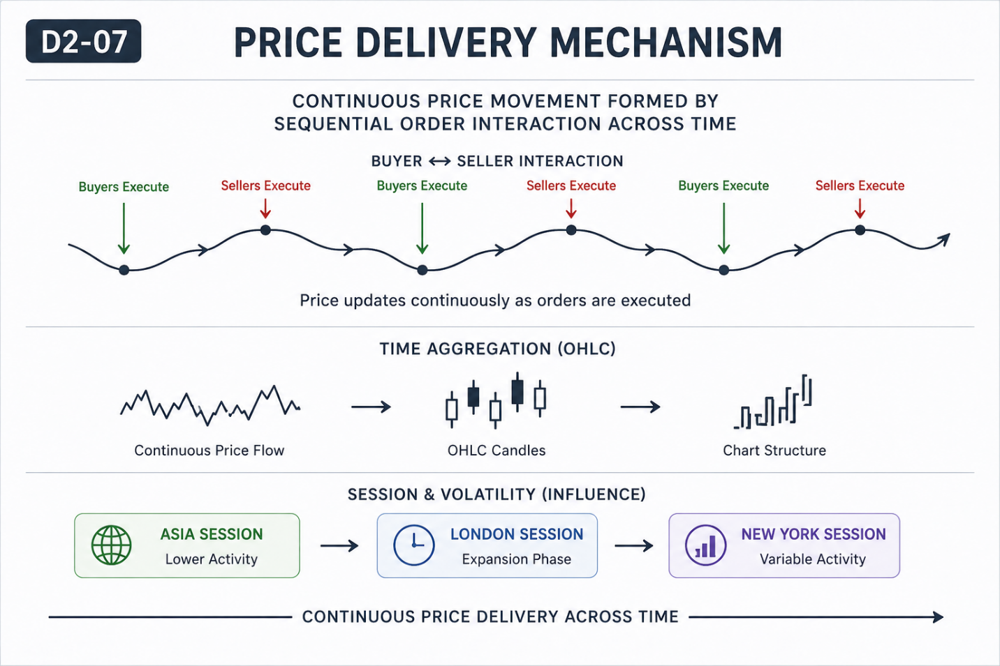 D2-07
PRICE DELIVERY MECHANISM
CONTINUOUS PRICE MOVEMENT FORMED BY
SEQUENTIAL ORDER INTERACTION ACROSS TIME
BUYER ↔ SELLER INTERACTION
Buyers Execute
Sellers Execute
Buyers Execute
Sellers Execute
Buyers Execute
Sellers Execute
Price updates continuously as orders are executed
TIME AGGREGATION (OHLC)
Continuous Price Flow
OHLC Candles
Chart Structure
SESSION & VOLATILITY (INFLUENCE)
ASIA SESSION
Lower Activity
LONDON SESSION
Expansion Phase
NEW YORK SESSION
Variable Activity
CONTINUOUS PRICE DELIVERY ACROSS TIME